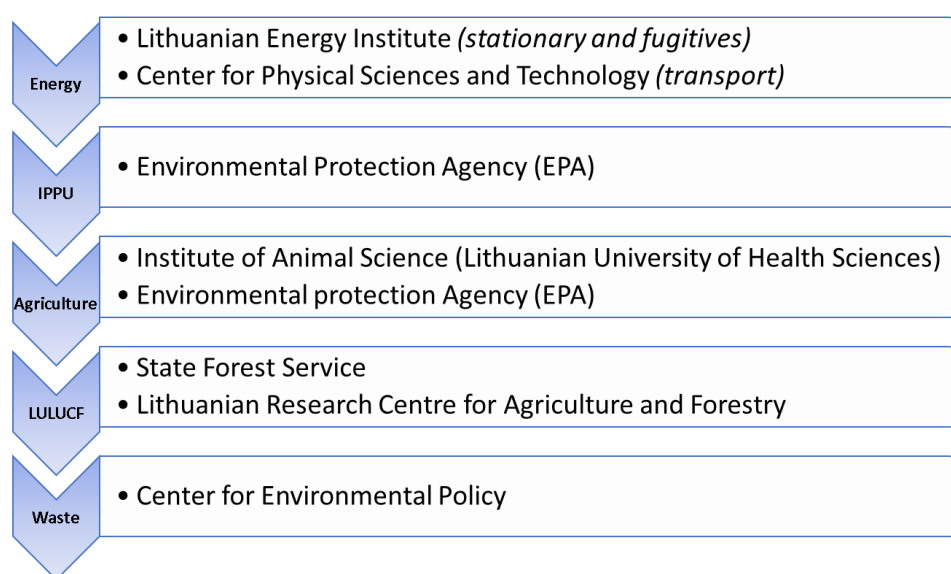 Energy
• Lithuanian Energy Institute (stationary and fugitives)
• Center for Physical Sciences and Technology (transport)
IPPU
• Environmental Protection Agency (EPA)
Agriculture
• Institute of Animal Science (Lithuanian University of Health Sciences)
• Environmental protection Agency (EPA)
LULUCF
• State Forest Service
• Lithuanian Research Centre for Agriculture and Forestry
Waste
• Center for Environmental Policy